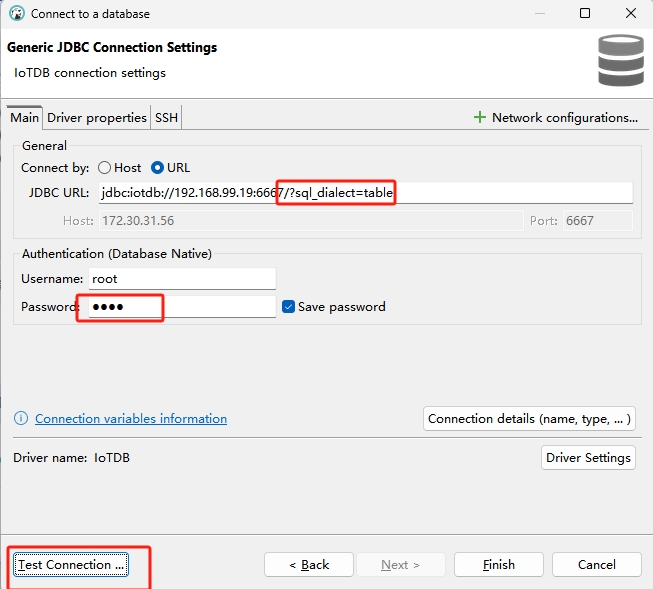 Connect to a database
Generic JDBC Connection Settings
IoTDB connection settings
Main Driver properties SSH Network configurations...
General
Connect by: Host URL
JDBC URL: jdbc:iotdb://192.168.99.19:6667/?sql_dialect=table
Host: 172.30.31.56 Port: 6667
Authentication (Database Native)
Username: root
Password: ●●●●
Save password
Connection variables information Connection details (name, type, ... )
Driver name: IoTDB Driver Settings
Test Connection ... < Back Next > Finish Cancel